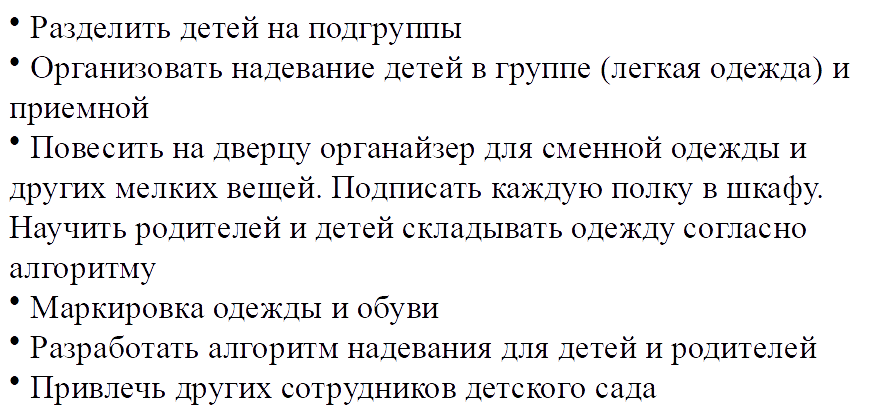 • Разделить детей на подгруппы
• Организовать надевание детей в группе (легкая одежда) и
приемной
• Повесить на дверцу органайзер для сменной одежды и
других мелких вещей. Подписать каждую полку в шкафу.
Научить родителей и детей складывать одежду согласно
алгоритму
• Маркировка одежды и обуви
• Разработать алгоритм надевания для детей и родителей
• Привлечь других сотрудников детского сада